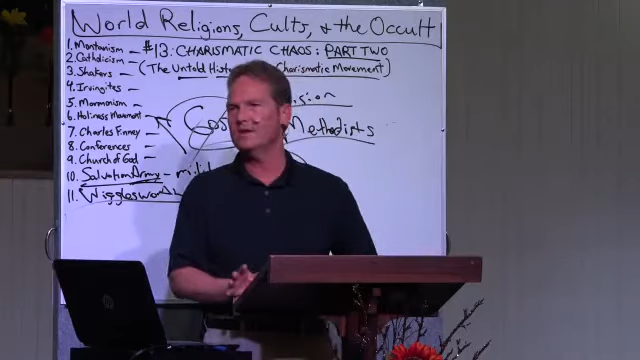 World Religions, Cults, & the Occult
#13: CHARISMATIC CHAOS: PART TWO
(The Untold Charismatic Movement)
1. Montanism
2. Catholicism
3. Shakers
4. Irvingites
5. Mormonism
6. Holiness Movement
7. Charles Finney
8. Conferences
9. Church of God
10. Salvation Army
11.
Methodists